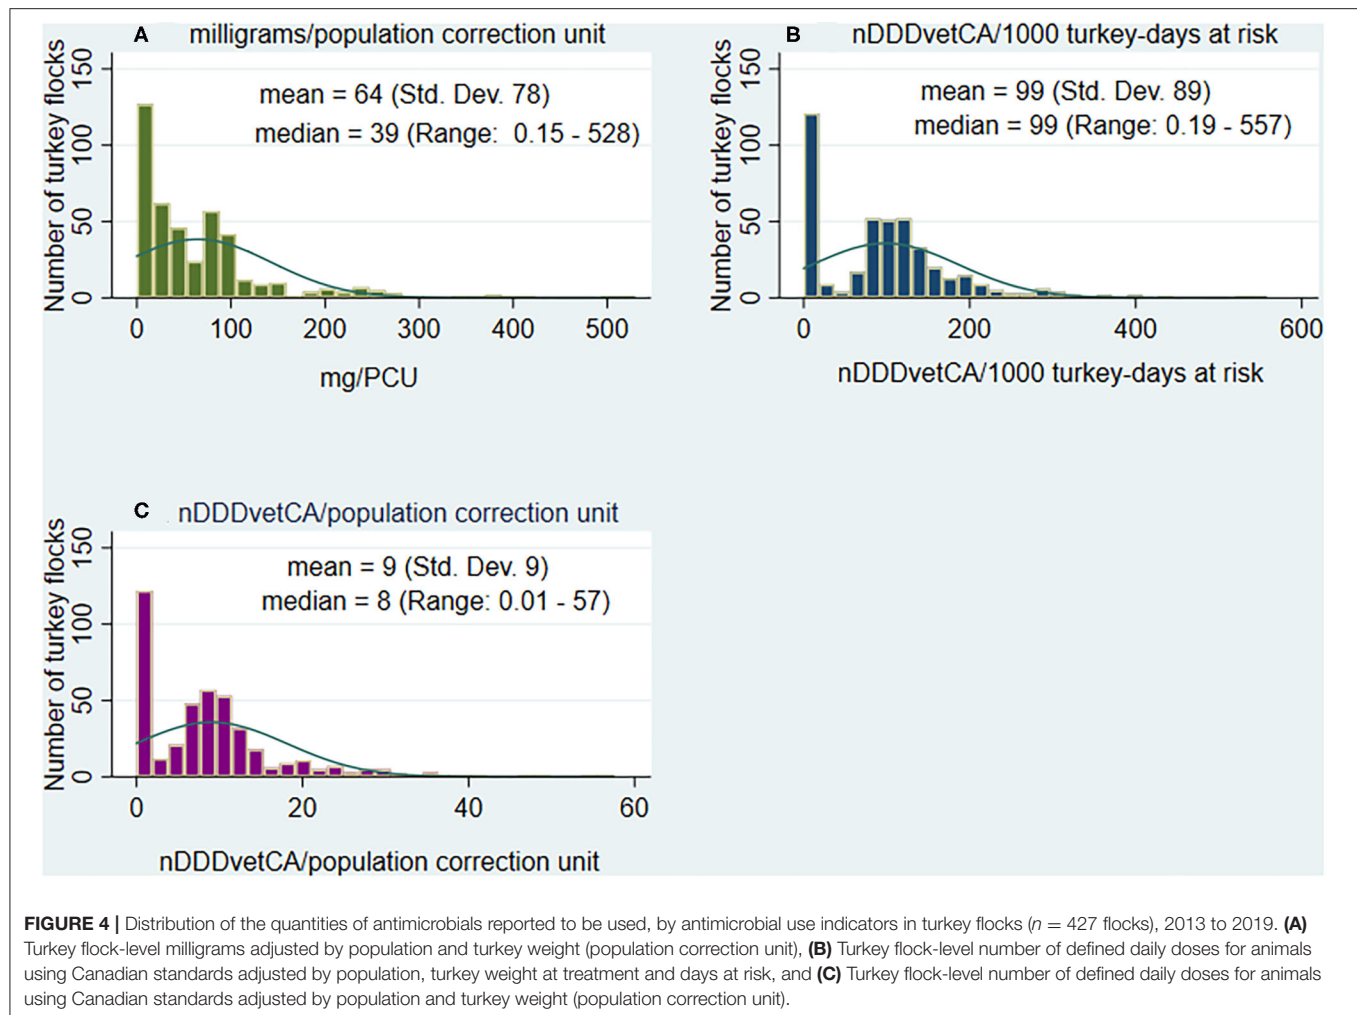 A milligrams/population correction unit
Number of turkey flocks
150
100
50
0
mean = 64 (Std. Dev. 78)
median = 39 (Range: 0.15 - 528)
0 100 200 300 400 500
mg/PCU
B nDDDvetCA/1000 turkey-days at risk
Number of turkey flocks
150
100
50
0
mean = 99 (Std. Dev. 89)
median = 99 (Range: 0.19 - 557)
0 200 400 600
nDDDvetCA/1000 turkey-days at risk
C nDDDvetCA/population correction unit
Number of turkey flocks
150
100
50
0
mean = 9 (Std. Dev. 9)
median = 8 (Range: 0.01 - 57)
0 20 40 60
nDDDvetCA/population correction unit
FIGURE 4 | Distribution of the quantities of antimicrobials reported to be used, by antimicrobial use indicators in turkey flocks (n = 427 flocks), 2013 to 2019. (A)
Turkey flock-level milligrams adjusted by population and turkey weight (population correction unit), (B) Turkey flock-level number of defined daily doses for animals
using Canadian standards adjusted by population, turkey weight at treatment and days at risk, and (C) Turkey flock-level number of defined daily doses for animals
using Canadian standards adjusted by population and turkey weight (population correction unit).